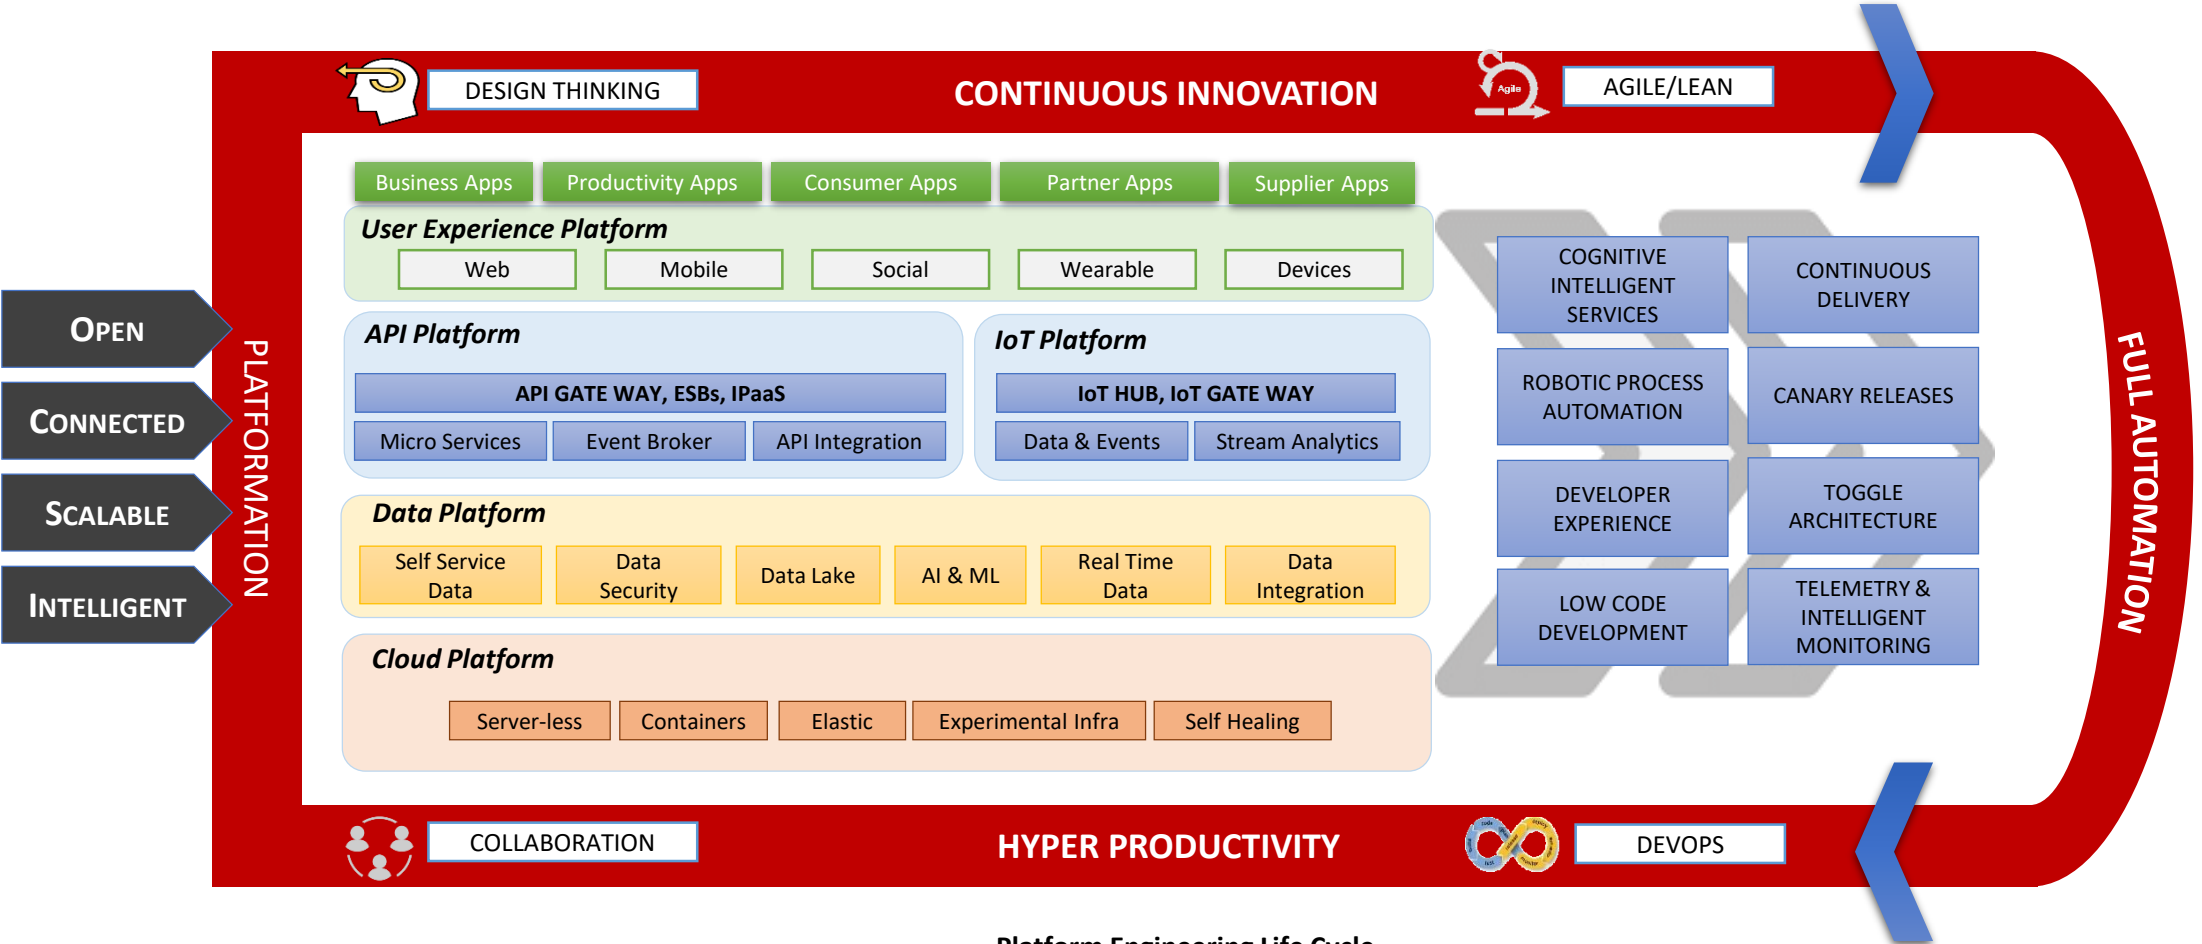 DESIGN THINKING
CONTINUOUS INNOVATION
Agile
AGILE/LEAN
Business Apps
Productivity Apps
Consumer Apps
Partner Apps
Supplier Apps
User Experience Platform
Web
Mobile
Social
Wearable
Devices
OPEN
CONNECTED
SCALABLE
INTELLIGENT
PLATFORMATION
API Platform
API GATE WAY, ESBs, IPaaS
Micro Services
Event Broker
API Integration
IoT Platform
IoT HUB, IoT GATE WAY
Data & Events
Stream Analytics
Data Platform
Self Service
Data
Data
Security
Data Lake
AI & ML
Real Time
Data
Data
Integration
Cloud Platform
Server-less
Containers
Elastic
Experimental Infra
Self Healing
COGNITIVE
INTELLIGENT
SERVICES
CONTINUOUS
DELIVERY
ROBOTIC PROCESS
AUTOMATION
CANARY RELEASES
DEVELOPER
EXPERIENCE
TOGGLE
ARCHITECTURE
LOW CODE
DEVELOPMENT
TELEMETRY &
INTELLIGENT
MONITORING
FULL AUTOMATION
COLLABORATION
HYPER PRODUCTIVITY
DEVOPS
Platform Engineering Life Cycle